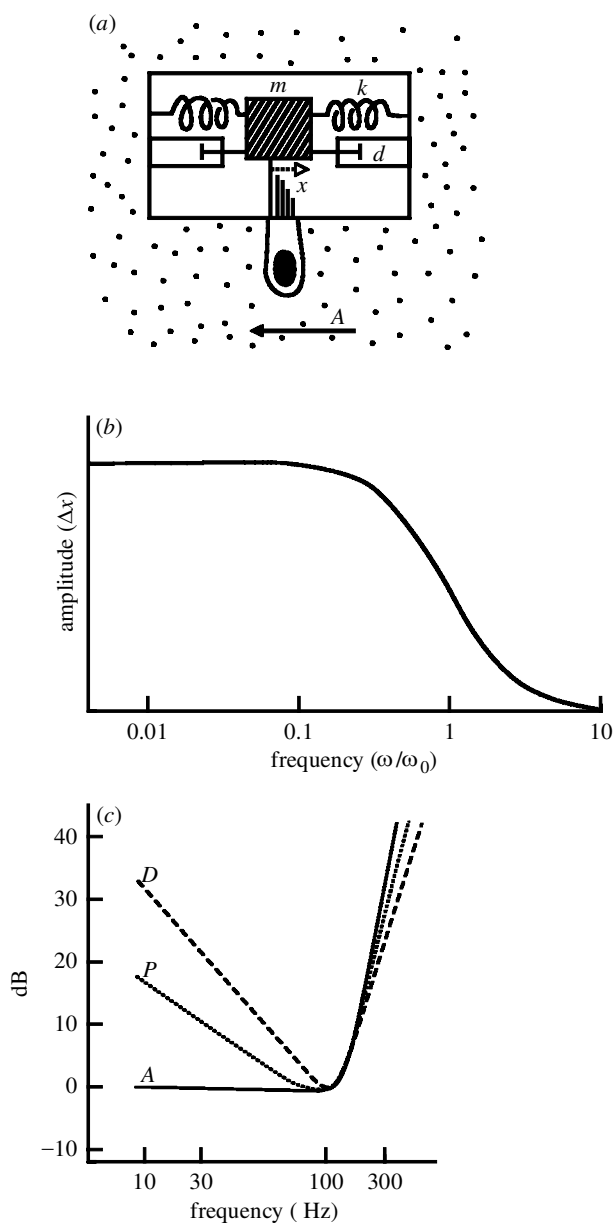 (a)
m
k
d
x
A
(b)
amplitude (Δx)
0.01 0.1 1 10
frequency (ω/ω0)
(c)
40
30
20
10
0
−10
dB
D
P
A
10 30 100 300
frequency ( Hz)